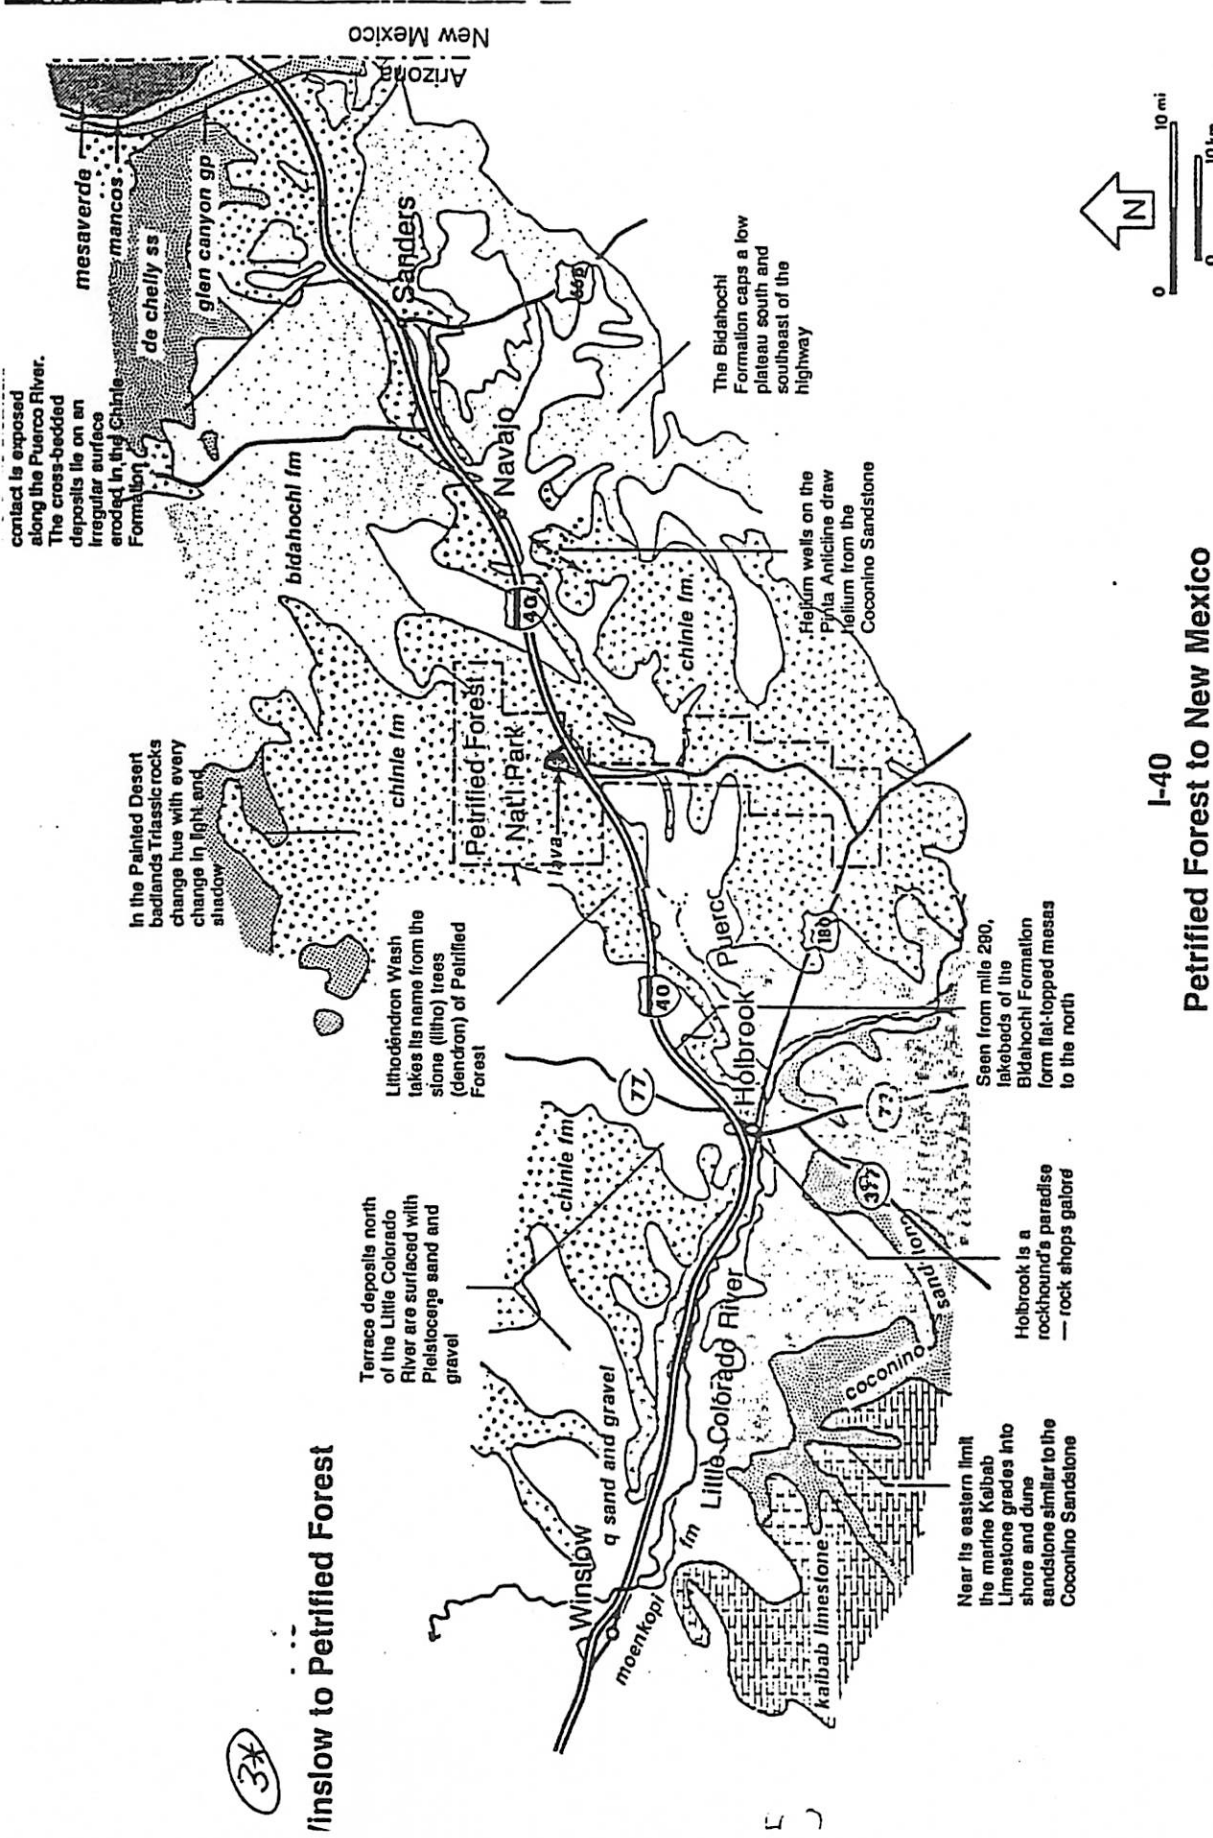 3*
Winslow to Petrified Forest
contact is exposed
along the Puerco River.
The cross-bedded
deposits lie on an
irregular surface
eroded in the Chinle
Formation
In the Painted Desert
badlands Triassic rocks
change hue with every
change in light and
shadow
Lithodendron Wash
takes its name from the
stone (litho) trees
(dendron) of Petrified
Forest
Terrace deposits north
of the Little Colorado
River are surfaced with
Pleistocene sand and
gravel
New Mexico
Arizona
mesaverde
mancos
de chelly ss
glen canyon gp
Sanders
bidahochi fm
Navajo
40
chinle fm
Petrified Forest
Nat'l Park
lava
chinle fm
Puerco
40
180
Holbrook
77
77
377
chinle fm
q sand and gravel
Winslow
moenkopi
fm
Little Colorado River
coconino
kaibab limestone
The Bidahochi
Formation caps a low
plateau south and
southeast of the
highway
Helium wells on the
Pinta Anticline draw
helium from the
Coconino Sandstone
Seen from mile 290,
lakebeds of the
Bidahochi Formation
form flat-topped mesas
to the north
Holbrook is a
rockhound's paradise
— rock shops galore
Near its eastern limit
the marine Kaibab
Limestone grades into
shore and dune
sandstone similar to the
Coconino Sandstone
N
0
10 mi
0
10 km
I-40
Petrified Forest to New Mexico